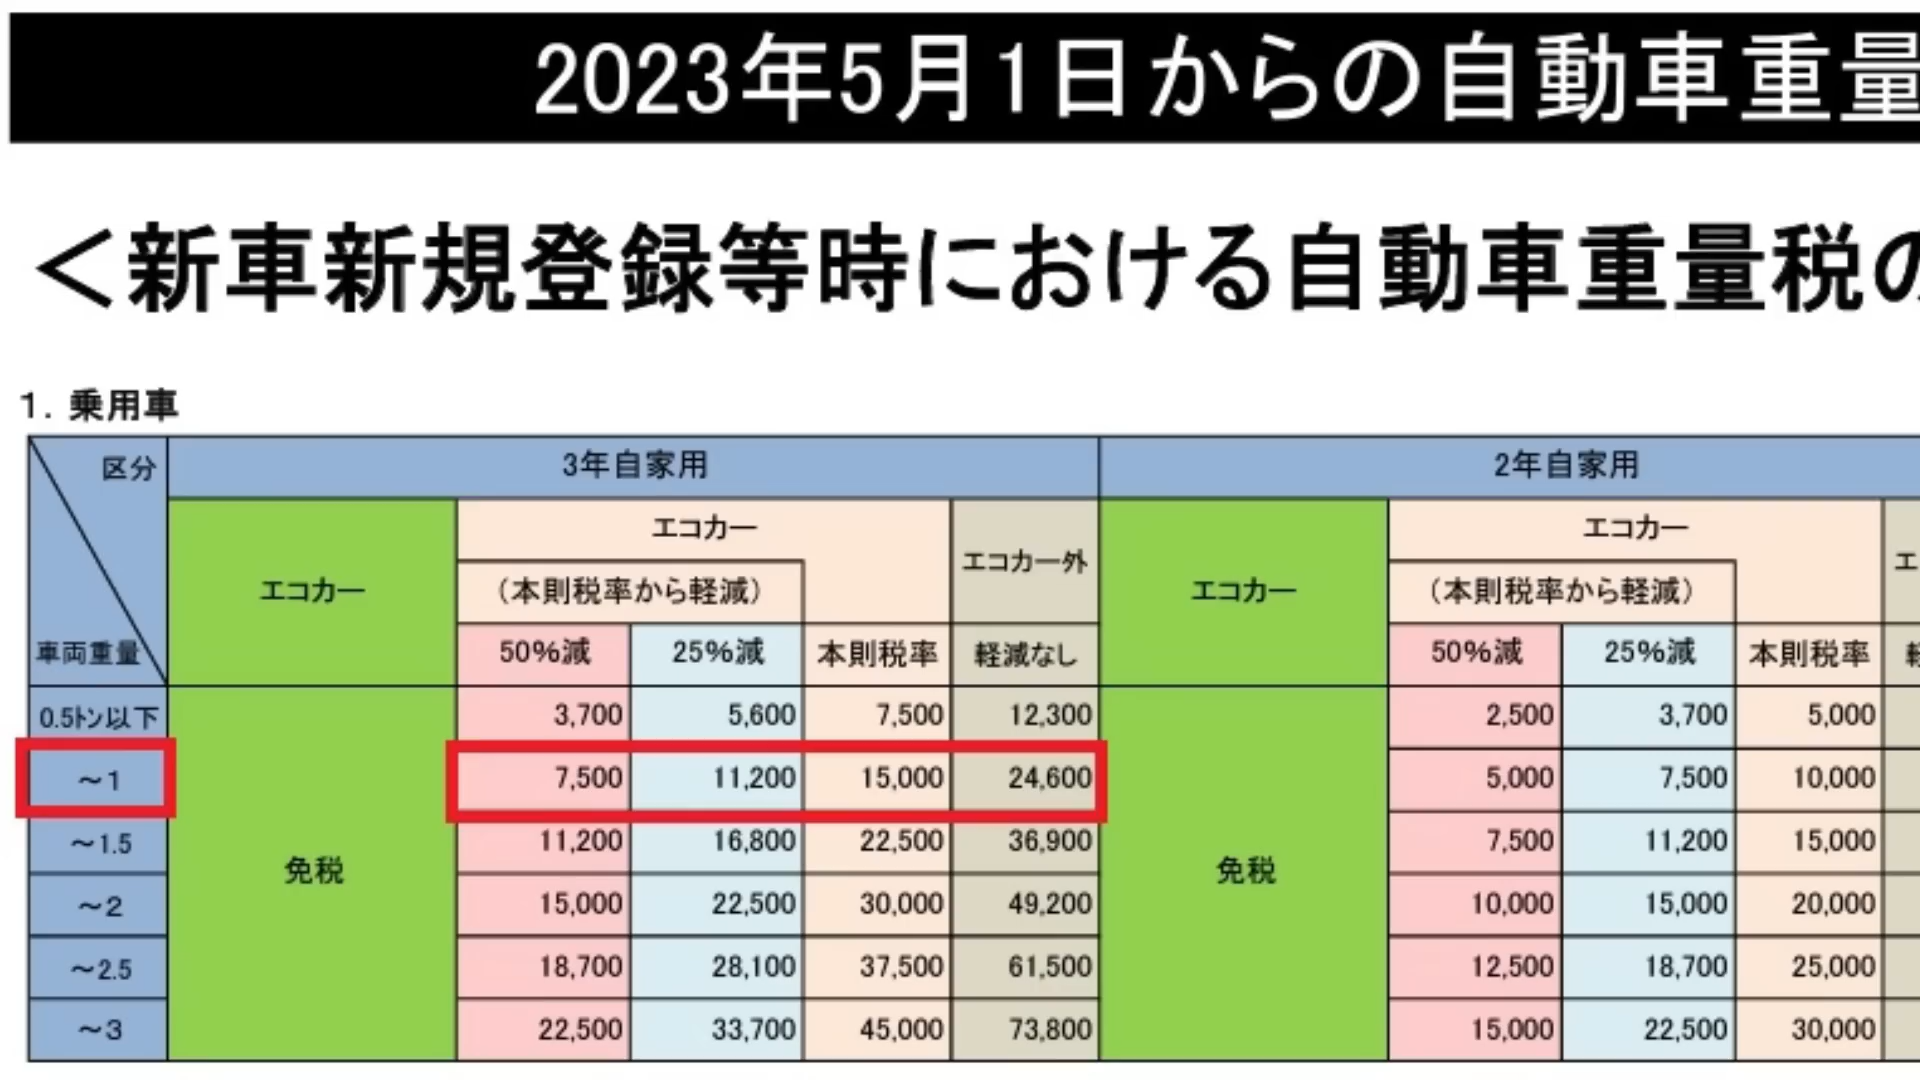 2023年5月1日からの自動車重量
＜新車新規登録等時における自動車重量税の
1．乗用車
区分 3年自家用 2年自家用
エコカー エコカー エコカー外 エコカー エコカー エ
（本則税率から軽減） （本則税率から軽減）
車両重量 50%減 25%減 本則税率 軽減なし 50%減 25%減 本則税率 軽
0.5トン以下 3,700 5,600 7,500 12,300 2,500 3,700 5,000
～1 7,500 11,200 15,000 24,600 5,000 7,500 10,000
～1.5 11,200 16,800 22,500 36,900 7,500 11,200 15,000
免税 免税
～2 15,000 22,500 30,000 49,200 10,000 15,000 20,000
～2.5 18,700 28,100 37,500 61,500 12,500 18,700 25,000
～3 22,500 33,700 45,000 73,800 15,000 22,500 30,000